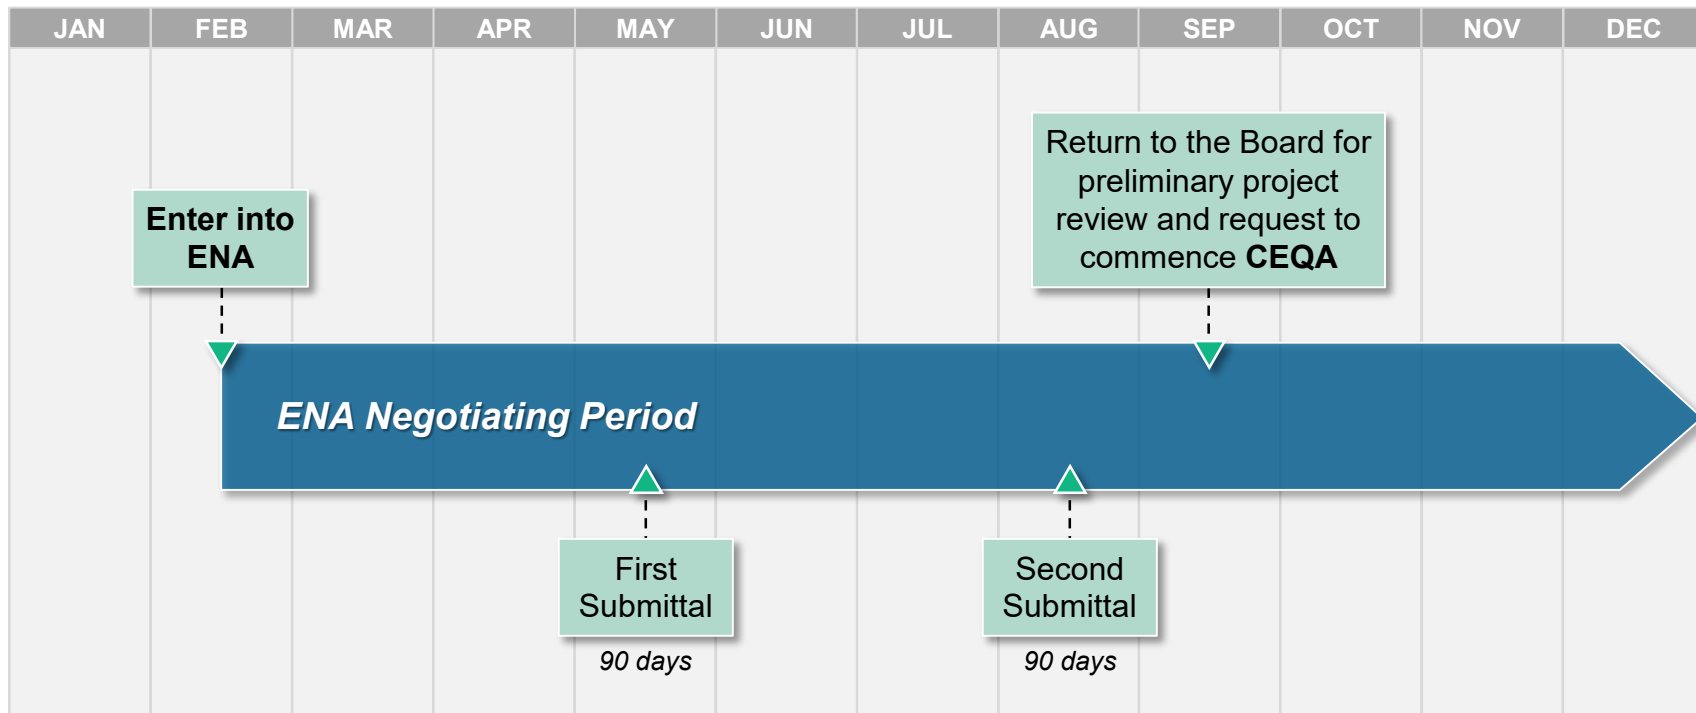 JAN FEB MAR APR MAY JUN JUL AUG SEP OCT NOV DEC
Return to the Board for
preliminary project
review and request to
commence CEQA
Enter into
ENA
ENA Negotiating Period
First
Submittal
90 days
Second
Submittal
90 days